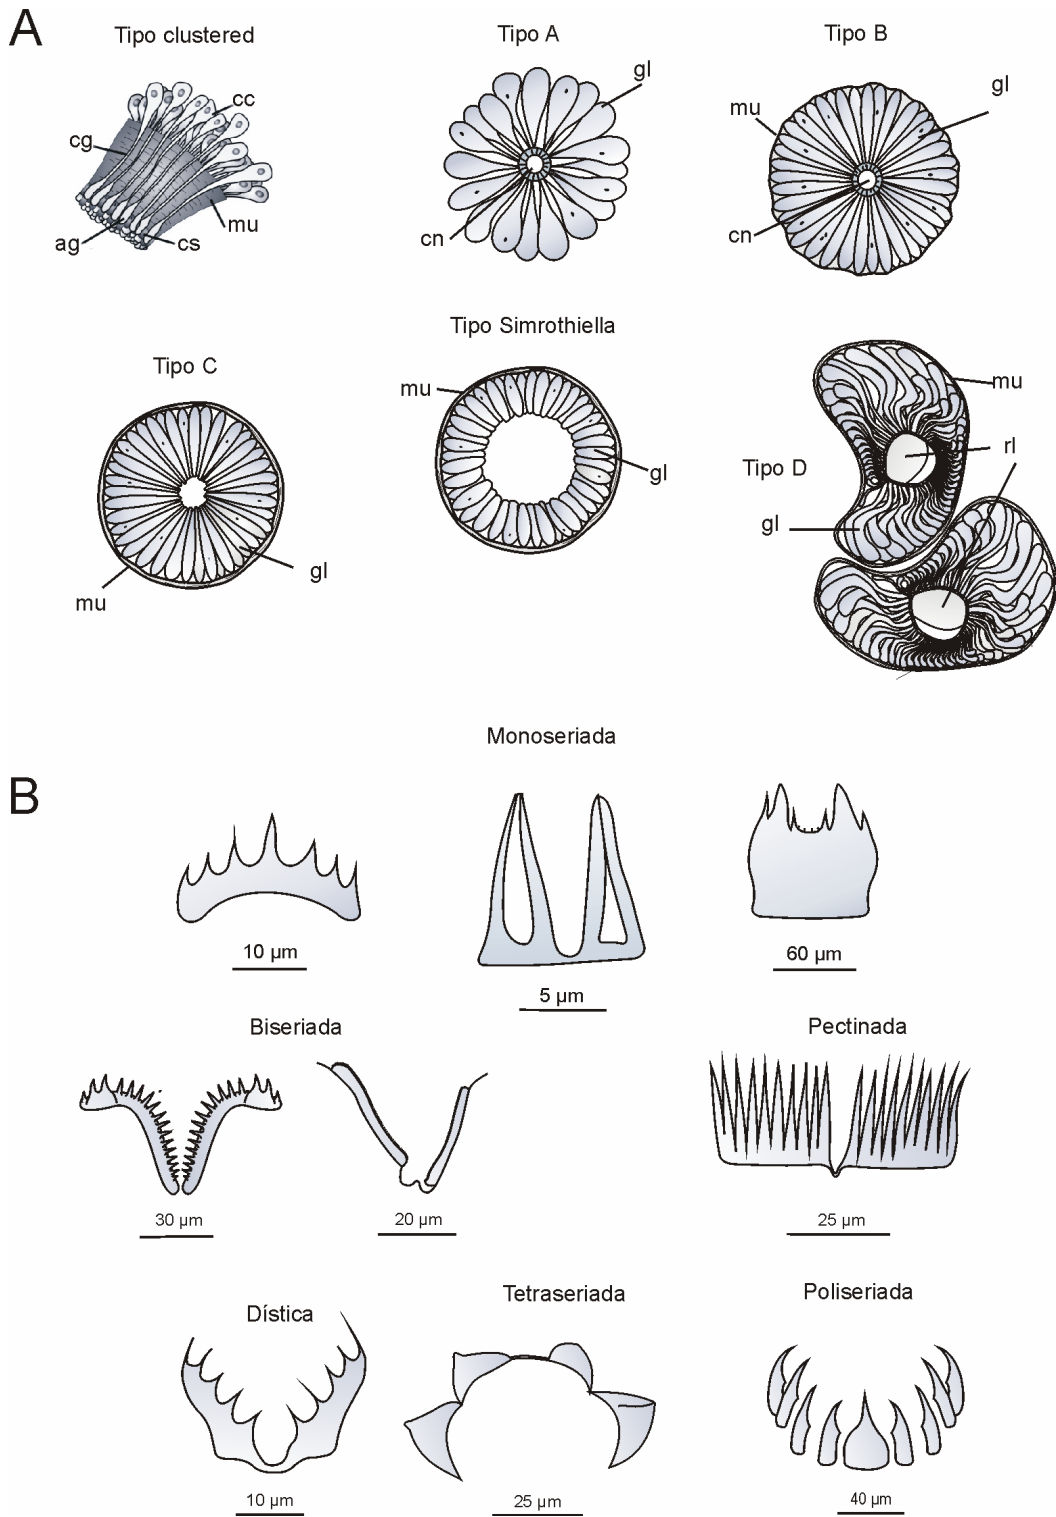 A
Tipo clustered
Tipo A
Tipo B
cc
cg
ag
cs
mu
gl
cn
mu
gl
cn
Tipo C
Tipo Simrothiella
mu
gl
mu
gl
Tipo D
mu
rl
gl
B
Monoseriada
10 µm
5 µm
60 µm
Biseriada
Pectinada
30 µm
20 µm
25 µm
Dística
Tetraseriada
Poliseriada
10 µm
25 µm
40 µm